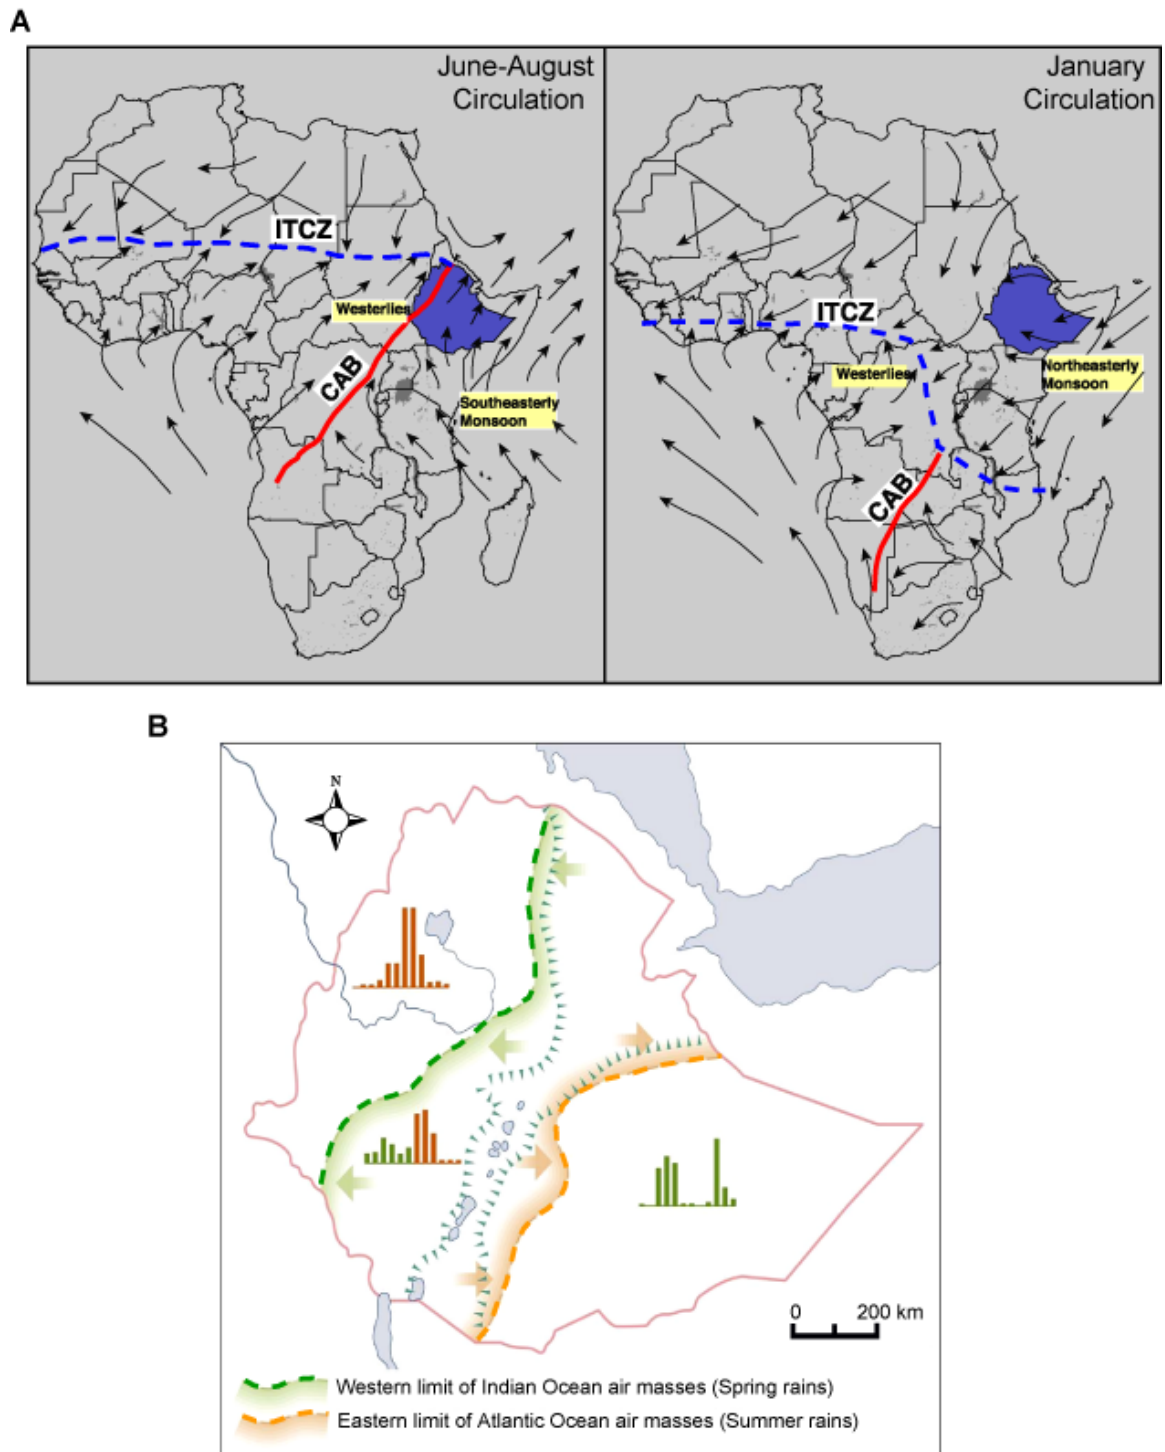 A
June-August
Circulation
ITCZ
Westerlies
CAB
Southeasterly
Monsoon
January
Circulation
ITCZ
Westerlies
Northeasterly
Monsoon
CAB
B
N
0 200 km
Western limit of Indian Ocean air masses (Spring rains)
Eastern limit of Atlantic Ocean air masses (Summer rains)